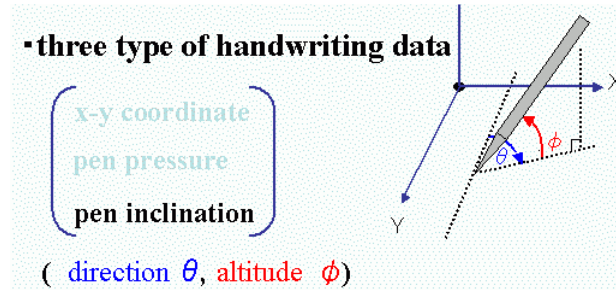 ・three type of handwriting data
x-y coordinate
pen pressure
pen inclination
( direction θ, altitude φ)
X
Y
θ
φ